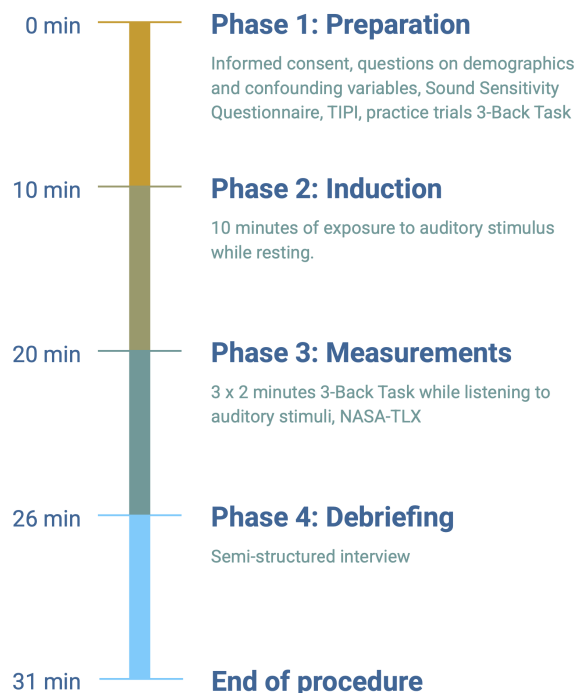 0 min
Phase 1: Preparation
Informed consent, questions on demographics
and confounding variables, Sound Sensitivity
Questionnaire, TIPI, practice trials 3-Back Task
10 min
Phase 2: Induction
10 minutes of exposure to auditory stimulus
while resting.
20 min
Phase 3: Measurements
3 x 2 minutes 3-Back Task while listening to
auditory stimuli, NASA-TLX
26 min
Phase 4: Debriefing
Semi-structured interview
31 min
End of procedure